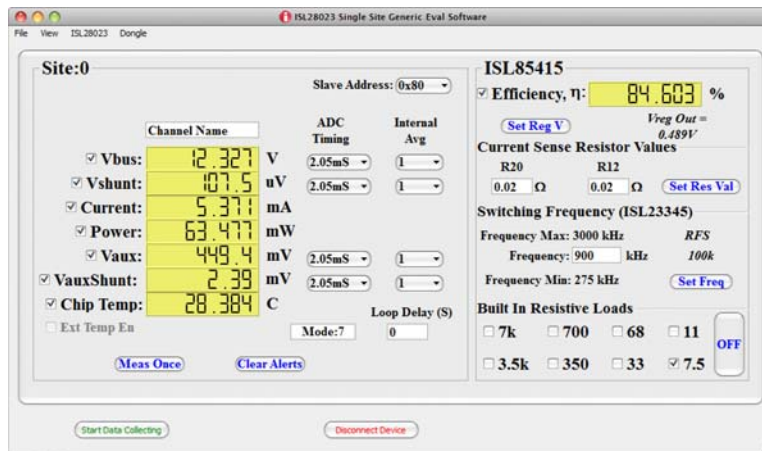 ISL28023 Single Site Generic Eval Software
File View ISL28023 Dongle
Site:0
Slave Address: 0x80
Channel Name
ADC Timing
Internal Avg
Vbus: 12.327 V 2.05mS 1
Vshunt: 107.5 uV 2.05mS 1
Current: 5.371 mA
Power: 63.477 mW
Vaux: 449.4 mV 2.05mS 1
VauxShunt: 2.39 mV 2.05mS 1
Chip Temp: 28.384 C
Loop Delay (S)
Ext Temp En
Mode:7 0
Meas Once Clear Alerts
ISL85415
Efficiency, η: 84.603 %
Set Reg V
Vreg Out =
0.489V
Current Sense Resistor Values
R20 R12
0.02 Ω 0.02 Ω Set Res Val
Switching Frequency (ISL23345)
Frequency Max: 3000 kHz RFS
Frequency: 900 kHz 100k
Frequency Min: 275 kHz Set Freq
Built In Resistive Loads
7k 700 68 11
OFF
3.5k 350 33 7.5
Start Data Collecting Disconnect Device